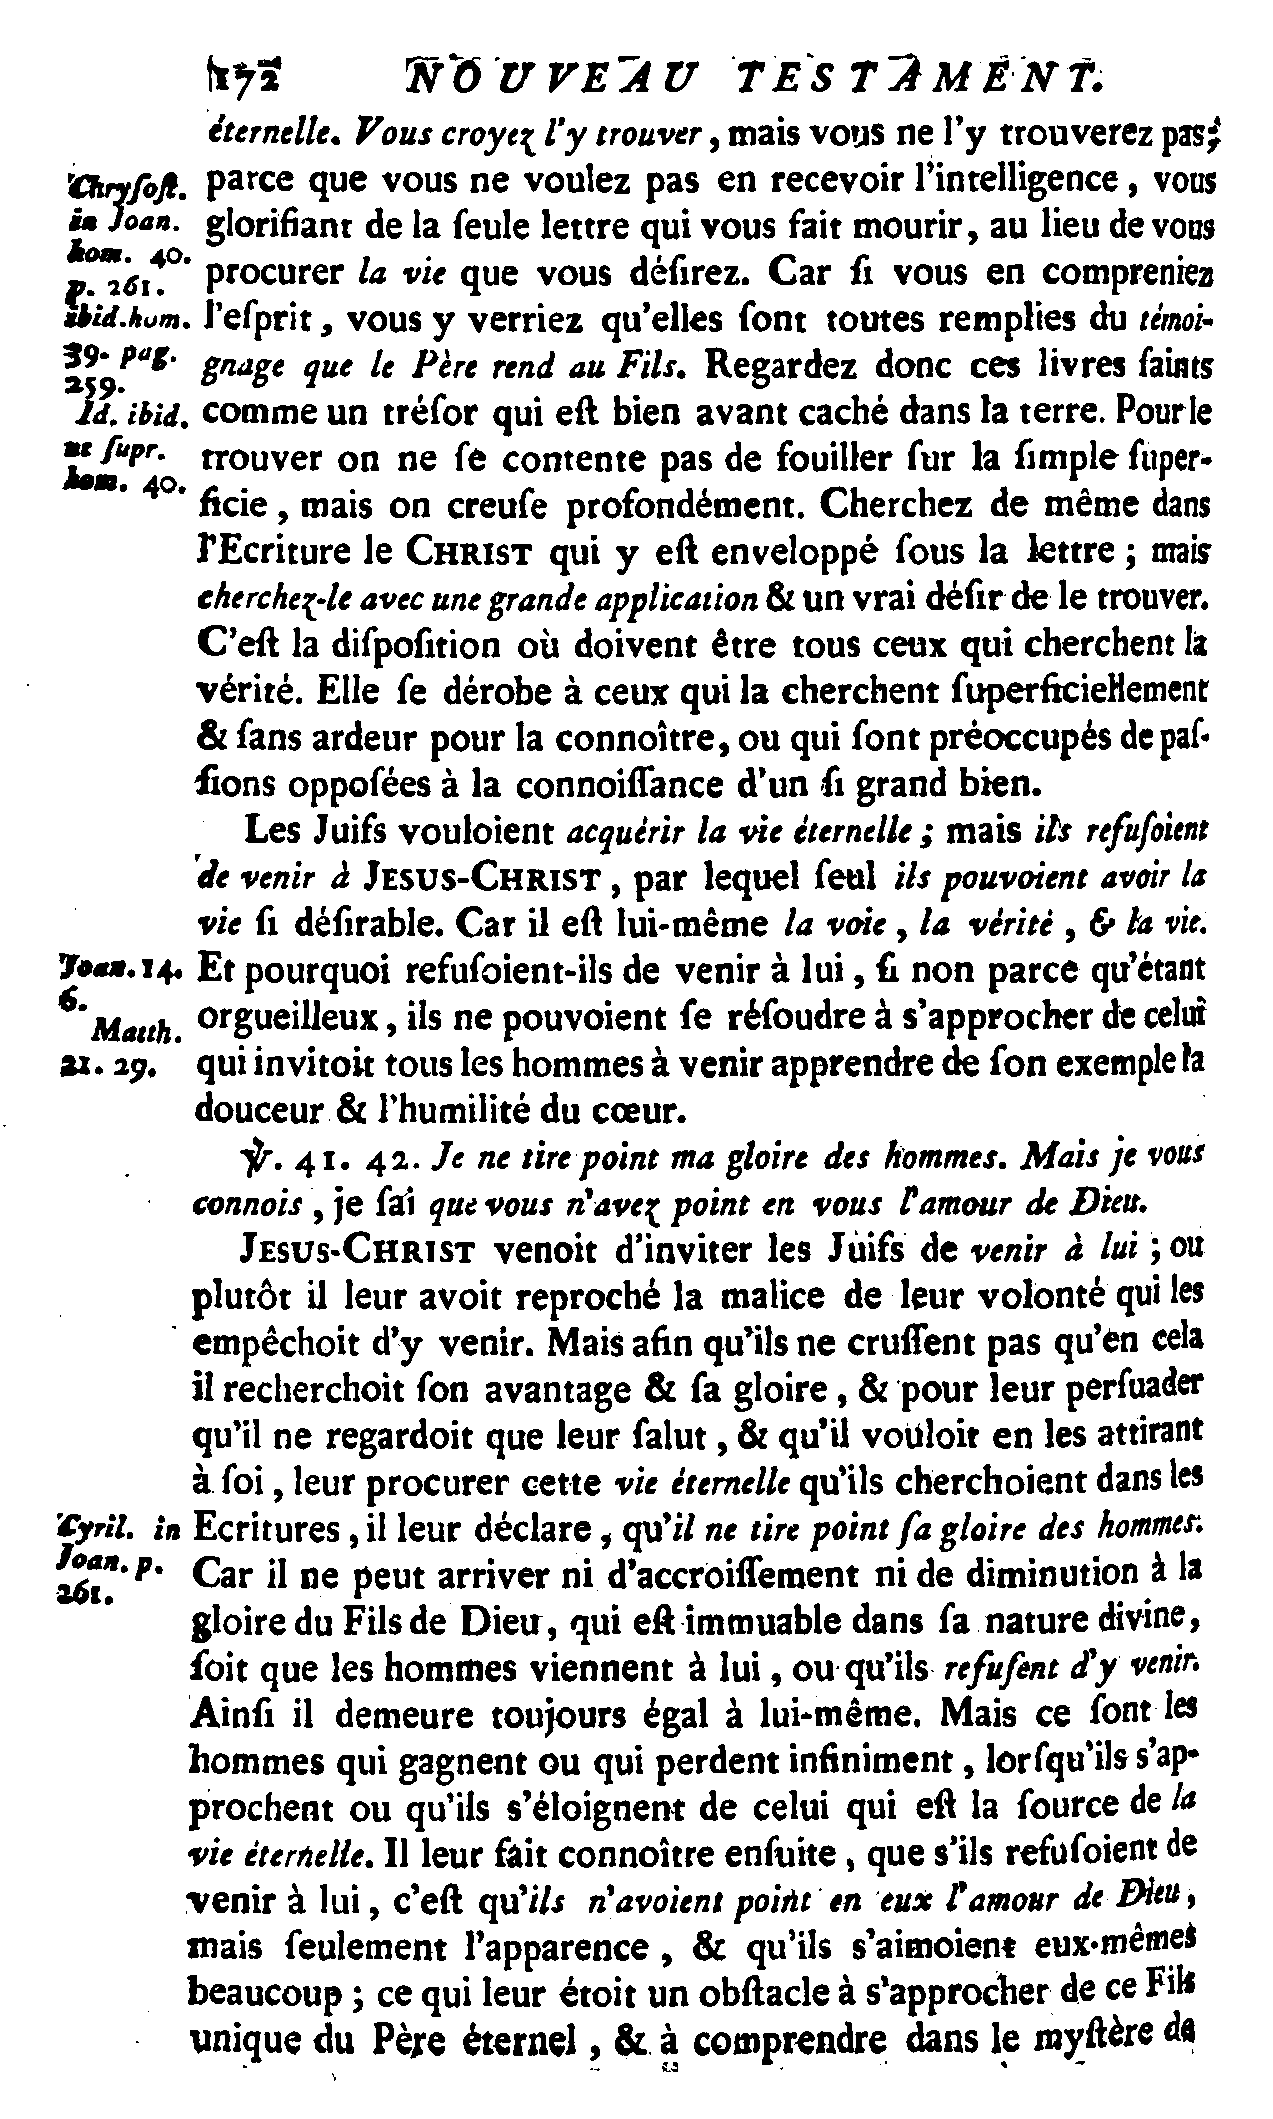 172 NOUVEAU TESTAMENT.
éternelle. Vous croyez l'y trouver, mais vous ne l'y trouverez pas;
parce que vous ne voulez pas en recevoir l'intelligence, vous
glorifiant de la ſeule lettre qui vous fait mourir, au lieu de vous
procurer la vie que vous déſirez. Car ſi vous en compreniez
l'eſprit, vous y verriez qu'elles ſont toutes remplies du témoi-
gnage que le Père rend au Fils. Regardez donc ces livres ſaints
comme un tréſor qui eſt bien avant caché dans la terre. Pour le
trouver on ne ſe contente pas de fouiller ſur la ſimple ſuper-
ficie, mais on creuſe profondément. Cherchez de même dans
l'Ecriture le CHRIST qui y eſt enveloppé ſous la lettre; mais
cherchez-le avec une grande application & un vrai déſir de le trouver.
C'eſt la diſpoſition où doivent être tous ceux qui cherchent la
vérité. Elle ſe dérobe à ceux qui la cherchent ſuperficiellement
& ſans ardeur pour la connoître, ou qui ſont préoccupés de paſ-
ſions oppoſées à la connoiſſance d'un ſi grand bien.
Chryſoſt.
in Joan.
hom. 40.
p. 261.
ibid. hom.
39. pag.
259.
Id. ibid.
ut ſupr.
hom. 40.
Les Juifs vouloient acquérir la vie éternelle; mais ils refuſoient
de venir à JESUS-CHRIST, par lequel ſeul ils pouvoient avoir la
vie ſi déſirable. Car il eſt lui-même la voie, la vérité, & la vie.
Et pourquoi refuſoient-ils de venir à lui, ſi non parce qu'étant
orgueilleux, ils ne pouvoient ſe réſoudre à s'approcher de celui
qui invitoit tous les hommes à venir apprendre de ſon exemple la
douceur & l'humilité du cœur.
Joan. 14.
6.
Matth.
21. 29.
℣. 41. 42. Je ne tire point ma gloire des hommes. Mais je vous
connois, je ſai que vous n'avez point en vous l'amour de Dieu.
JESUS-CHRIST venoit d'inviter les Juifs de venir à lui; ou
plutôt il leur avoit reproché la malice de leur volonté qui les
empêchoit d'y venir. Mais afin qu'ils ne cruſſent pas qu'en cela
il recherchoit ſon avantage & ſa gloire, & pour leur perſuader
qu'il ne regardoit que leur ſalut, & qu'il vouloit en les attirant
à ſoi, leur procurer cette vie éternelle qu'ils cherchoient dans les
Ecritures, il leur déclare, qu'il ne tire point ſa gloire des hommes.
Car il ne peut arriver ni d'accroiſſement ni de diminution à la
gloire du Fils de Dieu, qui eſt immuable dans ſa nature divine,
ſoit que les hommes viennent à lui, ou qu'ils refuſent d'y venir.
Ainſi il demeure toujours égal à lui-même. Mais ce ſont les
hommes qui gagnent ou qui perdent infiniment, lorſqu'ils s'ap-
prochent ou qu'ils s'éloignent de celui qui eſt la ſource de la
vie éternelle. Il leur fait connoître enſuite, que s'ils refuſoient de
venir à lui, c'eſt qu'ils n'avoient point en eux l'amour de Dieu,
mais ſeulement l'apparence, & qu'ils s'aimoient eux-mêmes
beaucoup; ce qui leur étoit un obſtacle à s'approcher de ce Fils
unique du Père éternel, & à comprendre dans le myſtère de
Cyril. in
Joan. p.
261.